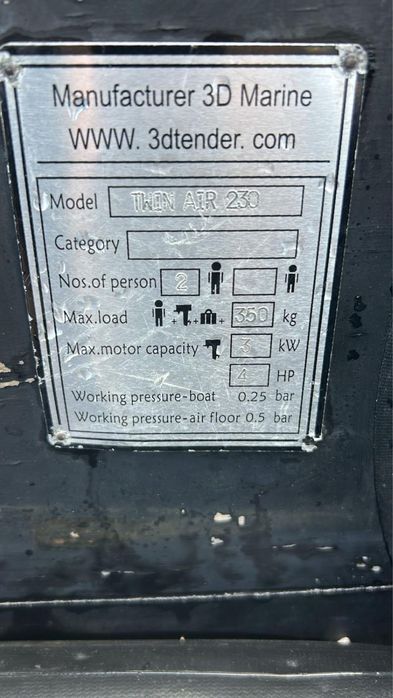 Manufacturer 3D Marine
WWW. 3dtender. com
Model TWIN AIR 230
Category
Nos.of person 2
Max.load + + + 350 kg
Max.motor capacity 3 kW
4 HP
Working pressure-boat 0.25 bar
Working pressure-air floor 0.5 bar